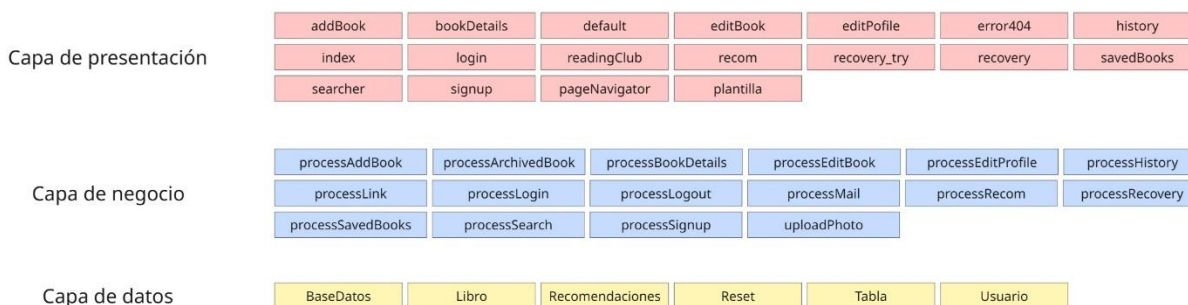 addBook bookDetails default editBook editPofile error404 history
Capa de presentación index login readingClub recom recovery_try recovery savedBooks
searcher signup pageNavigator plantilla
processAddBook processArchivedBook processBookDetails processEditBook processEditProfile processHistory
Capa de negocio processLink processLogin processLogout processMail processRecom processRecovery
processSavedBooks processSearch processSignup uploadPhoto
Capa de datos BaseDatos Libro Recomendaciones Reset Tabla Usuario